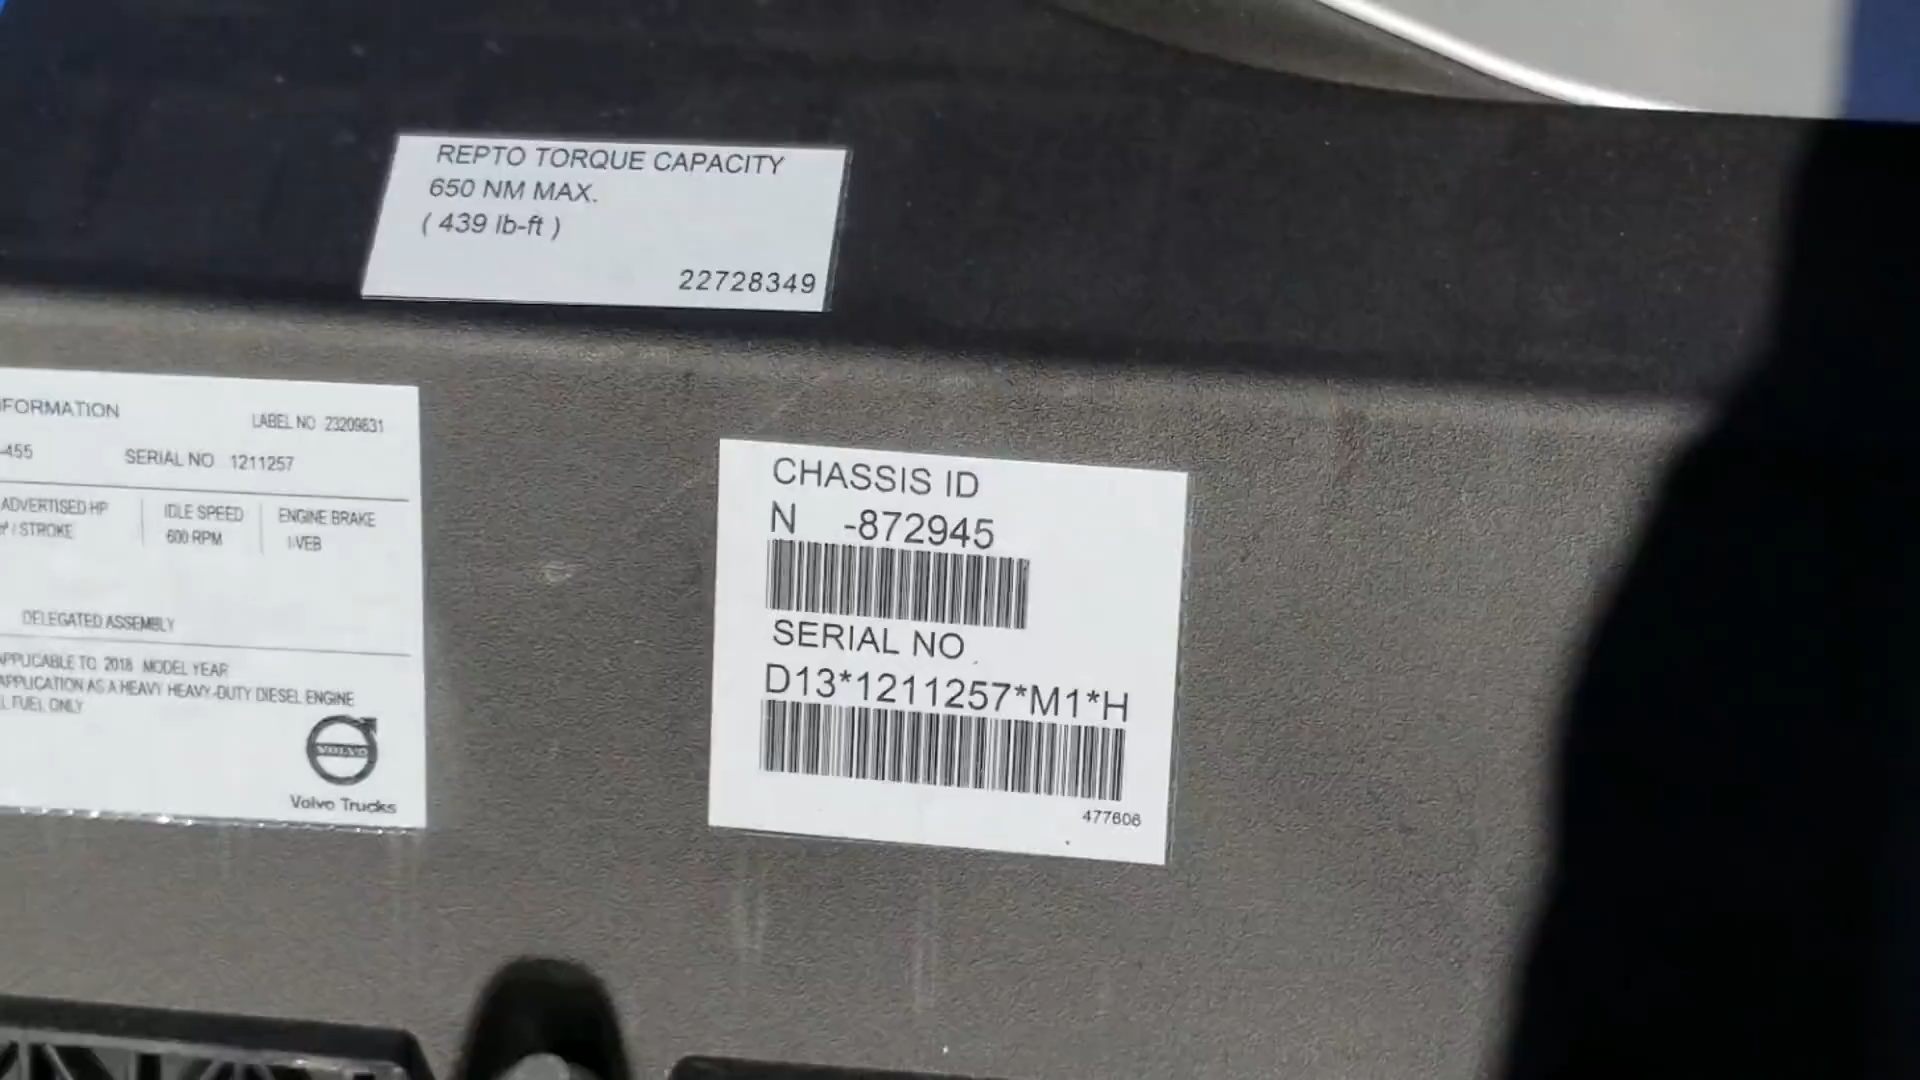 REPTO TORQUE CAPACITY
650 NM MAX.
( 439 lb-ft )
22728349
FORMATION
LABEL NO 23209631
-455
SERIAL NO 1211257
ADVERTISED HP
/ STROKE
IDLE SPEED
600 RPM
ENGINE BRAKE
I-VEB
DELEGATED ASSEMBLY
APPLICABLE TO 2018 MODEL YEAR
APPLICATION AS A HEAVY HEAVY-DUTY DIESEL ENGINE
L FUEL ONLY
VOLVO
Volvo Trucks
CHASSIS ID
N -872945
SERIAL NO
D13*1211257*M1*H
477606